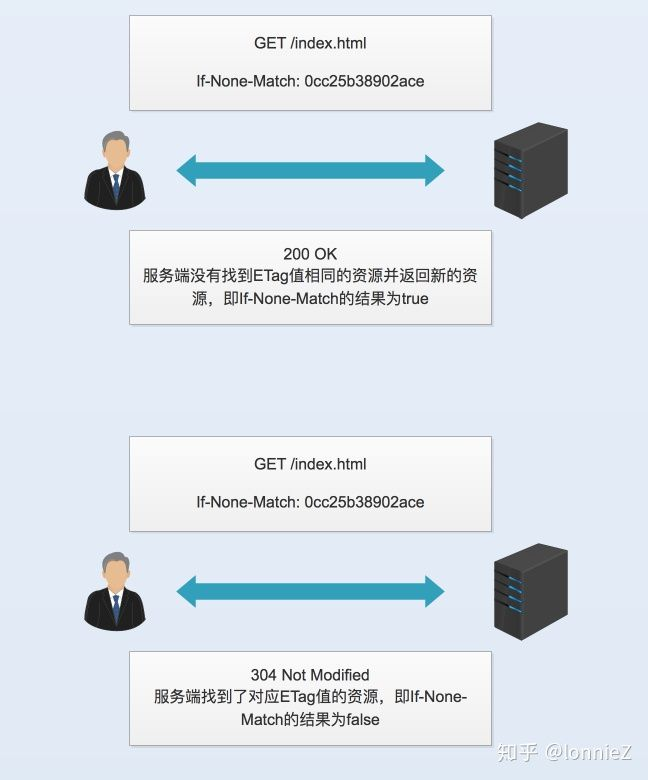 GET /index.html
If-None-Match: 0cc25b38902ace
200 OK
服务端没有找到ETag值相同的资源并返回新的资
源，即If-None-Match的结果为true
GET /index.html
If-None-Match: 0cc25b38902ace
304 Not Modified
服务端找到了对应ETag值的资源，即If-None-
Match的结果为false
知乎 @lonnieZ